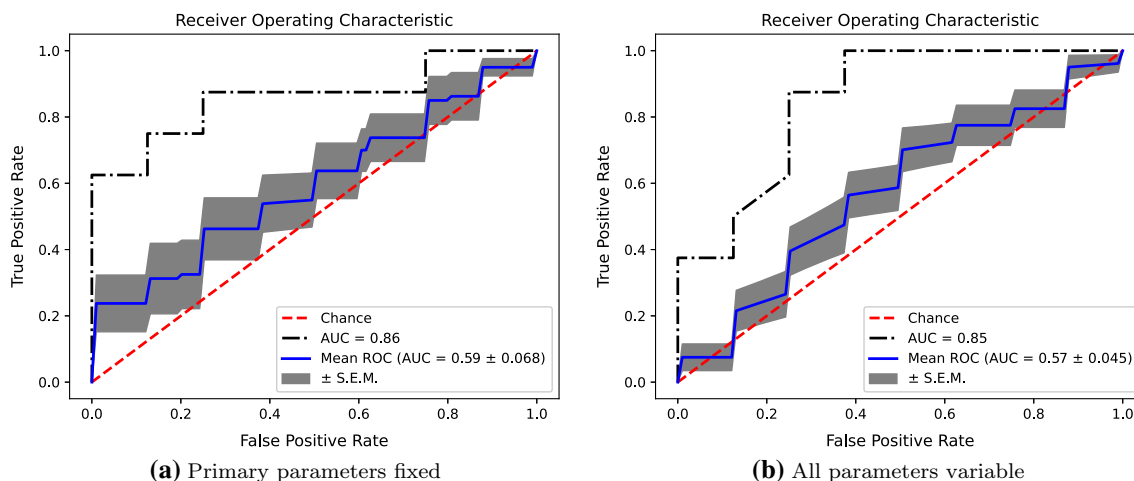 Receiver Operating Characteristic
1.0
0.8
0.6
0.4
0.2
0.0
True Positive Rate
Chance
AUC = 0.86
Mean ROC (AUC = 0.59 ± 0.068)
± S.E.M.
0.0 0.2 0.4 0.6 0.8 1.0
False Positive Rate
(a) Primary parameters fixed
Receiver Operating Characteristic
1.0
0.8
0.6
0.4
0.2
0.0
True Positive Rate
Chance
AUC = 0.85
Mean ROC (AUC = 0.57 ± 0.045)
± S.E.M.
0.0 0.2 0.4 0.6 0.8 1.0
False Positive Rate
(b) All parameters variable